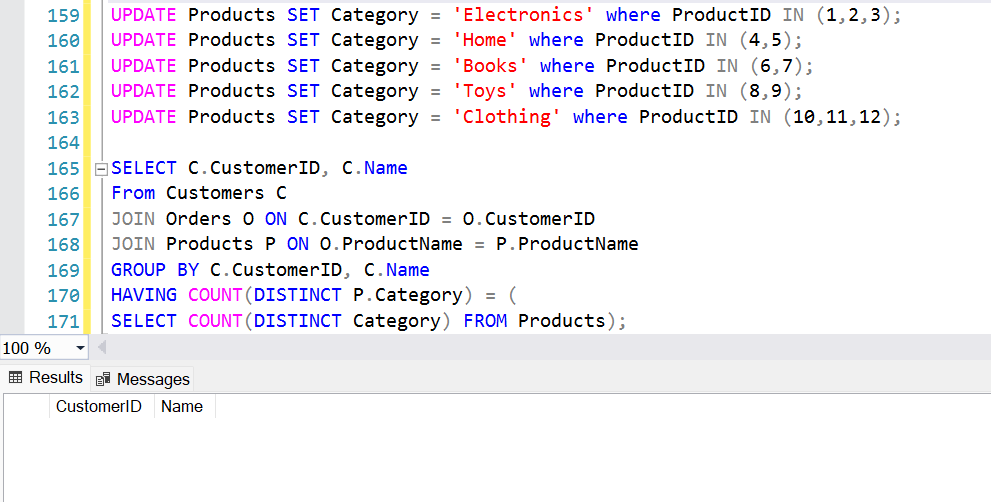 159 UPDATE Products SET Category = 'Electronics' where ProductID IN (1,2,3);
160 UPDATE Products SET Category = 'Home' where ProductID IN (4,5);
161 UPDATE Products SET Category = 'Books' where ProductID IN (6,7);
162 UPDATE Products SET Category = 'Toys' where ProductID IN (8,9);
163 UPDATE Products SET Category = 'Clothing' where ProductID IN (10,11,12);
164
165 SELECT C.CustomerID, C.Name
166 From Customers C
167 JOIN Orders O ON C.CustomerID = O.CustomerID
168 JOIN Products P ON O.ProductName = P.ProductName
169 GROUP BY C.CustomerID, C.Name
170 HAVING COUNT(DISTINCT P.Category) = (
171 SELECT COUNT(DISTINCT Category) FROM Products);
100 %
Results Messages
CustomerID Name